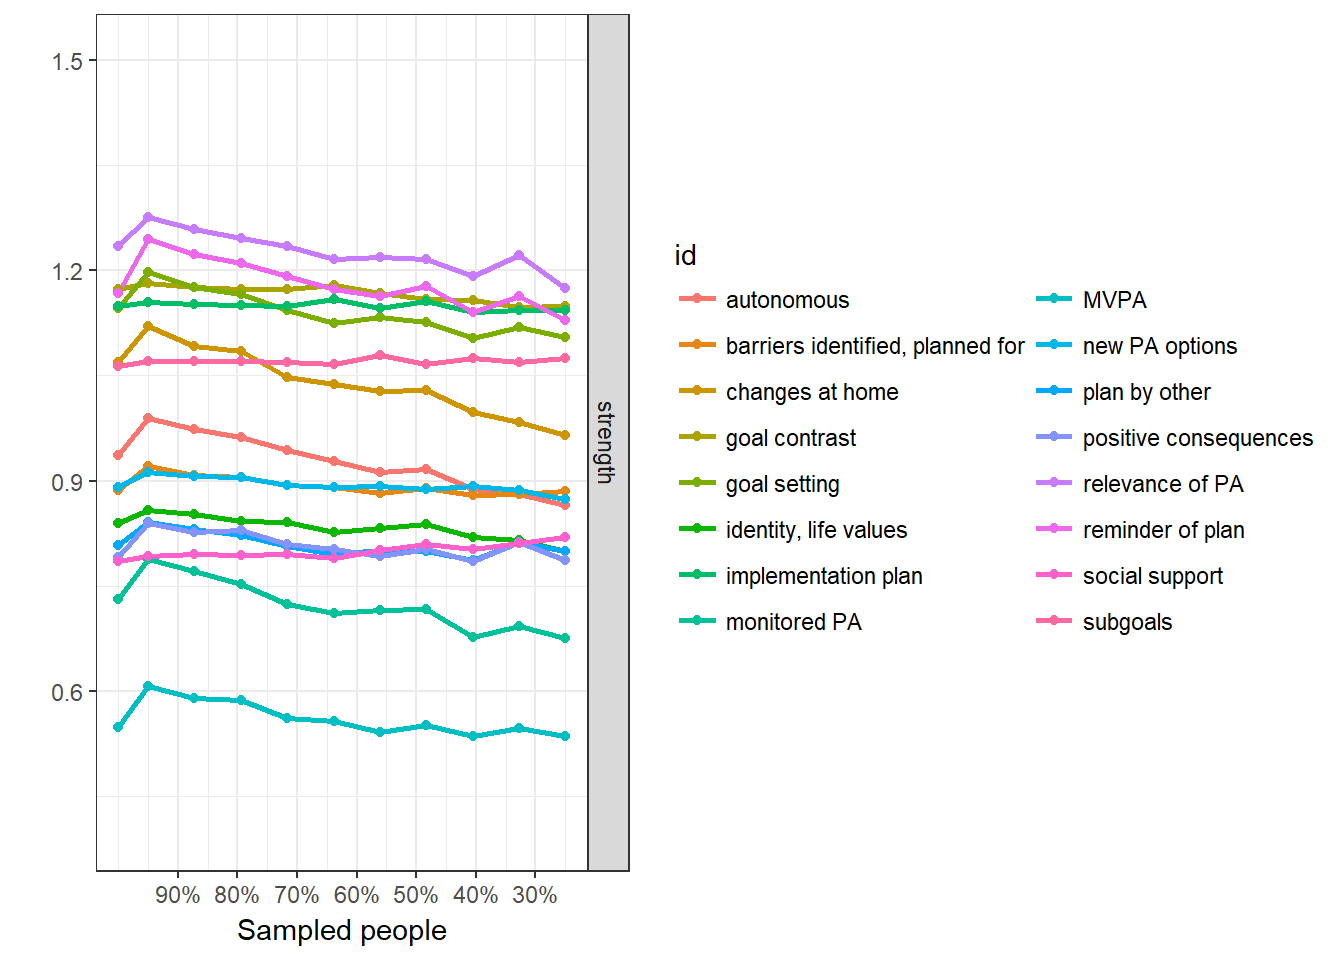 1.5
1.2
0.9
0.6
90% 80% 70% 60% 50% 40% 30%
Sampled people
strength
id
autonomous
barriers identified, planned for
changes at home
goal contrast
goal setting
identity, life values
implementation plan
monitored PA
MVPA
new PA options
plan by other
positive consequences
relevance of PA
reminder of plan
social support
subgoals